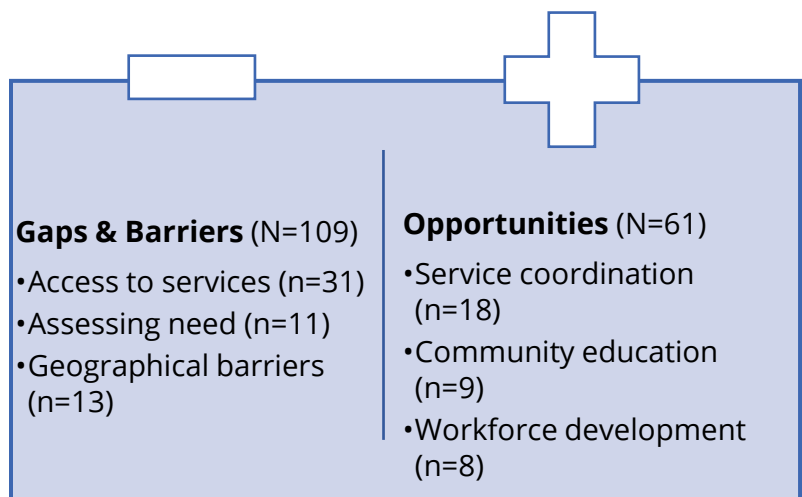 Gaps & Barriers (N=109)
•Access to services (n=31)
•Assessing need (n=11)
•Geographical barriers
(n=13)
Opportunities (N=61)
•Service coordination
(n=18)
•Community education
(n=9)
•Workforce development
(n=8)